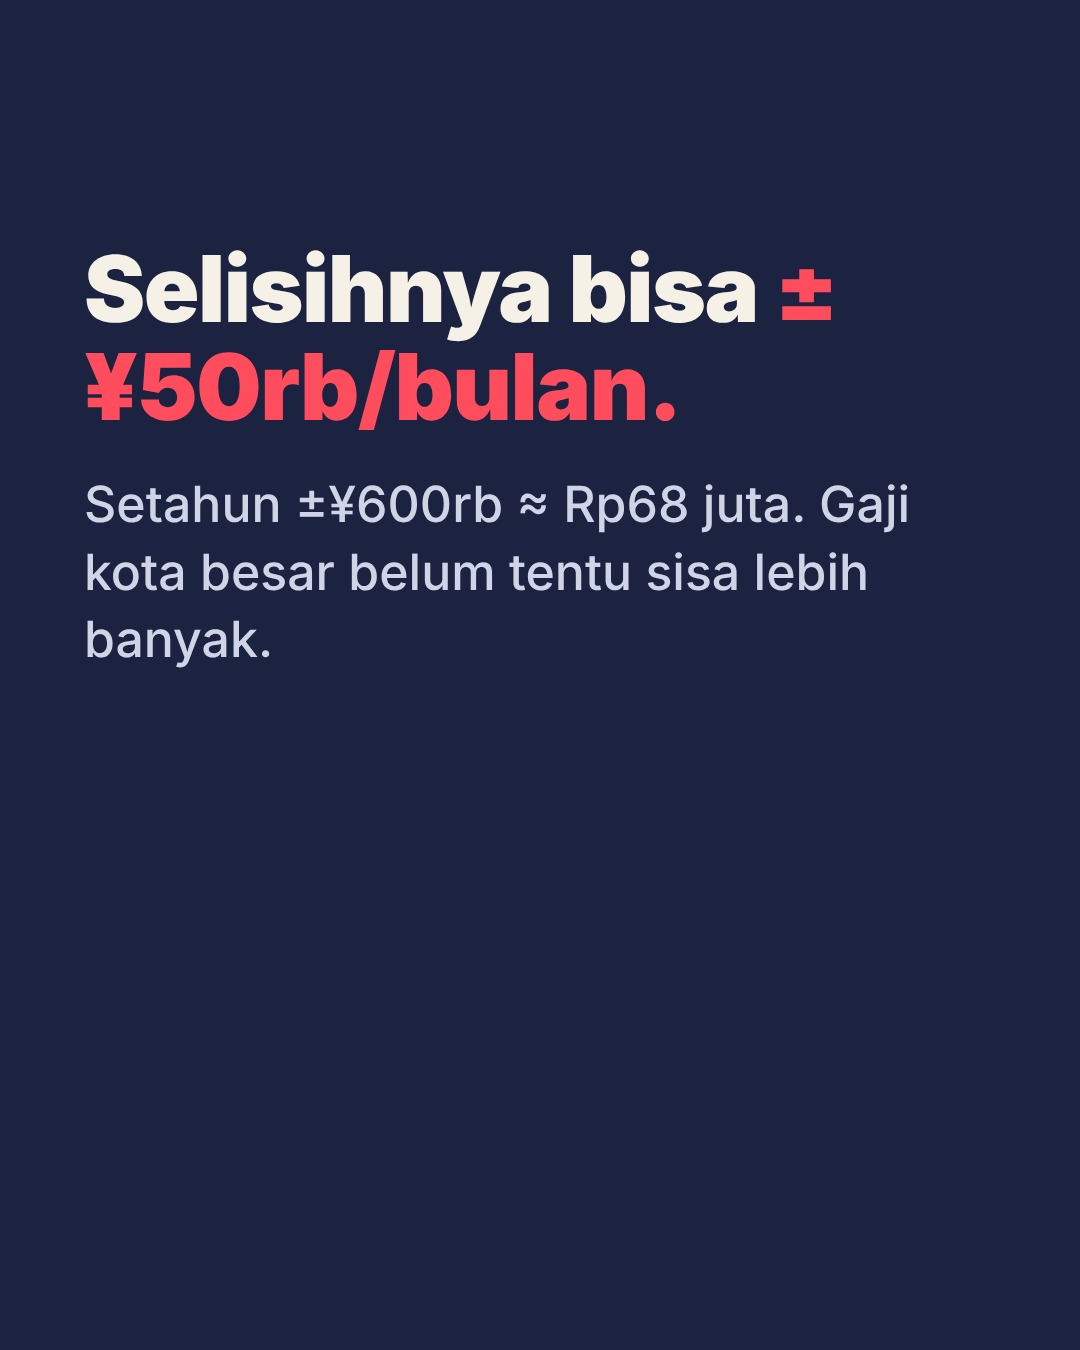 Selisihnya bisa ±
¥50rb/bulan.
Setahun ±¥600rb ≈ Rp68 juta. Gaji
kota besar belum tentu sisa lebih
banyak.